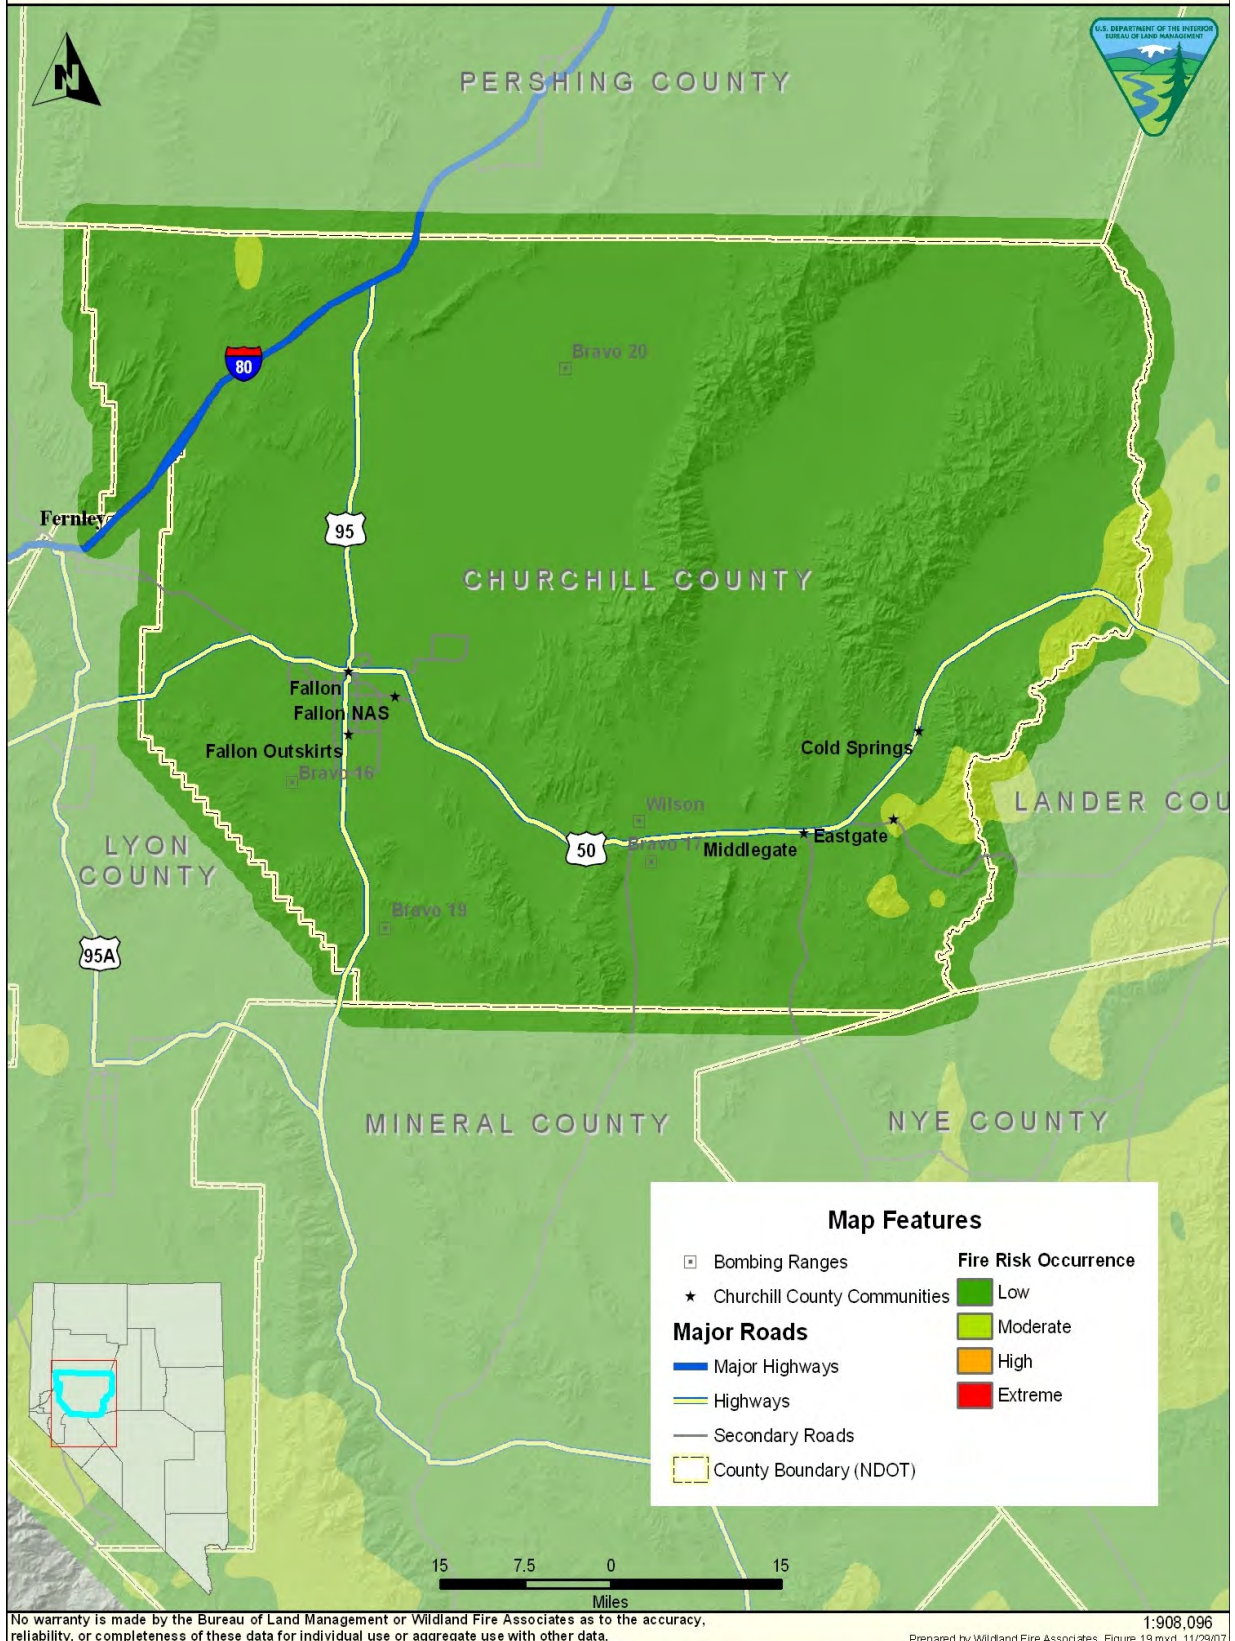 N
U.S. DEPARTMENT OF THE INTERIOR
BUREAU OF LAND MANAGEMENT
PERSHING COUNTY
Bravo 20
80
Fernley
95
CHURCHILL COUNTY
Fallon
Fallon NAS
Fallon Outskirts
Bravo 16
Cold Springs
Wilson
LANDER COU
Eastgate
Middlegate
Bravo 17
50
LYON
COUNTY
Bravo 19
95A
MINERAL COUNTY
NYE COUNTY
Map Features
Bombing Ranges
Churchill County Communities
Major Roads
Major Highways
Highways
Secondary Roads
County Boundary (NDOT)
Fire Risk Occurrence
Low
Moderate
High
Extreme
15 7.5 0 15
Miles
No warranty is made by the Bureau of Land Management or Wildland Fire Associates as to the accuracy,
reliability, or completeness of these data for individual use or aggregate use with other data.
1:908,096
Prepared by Wildland Fire Associates, Figure 19.mxd, 11/29/07